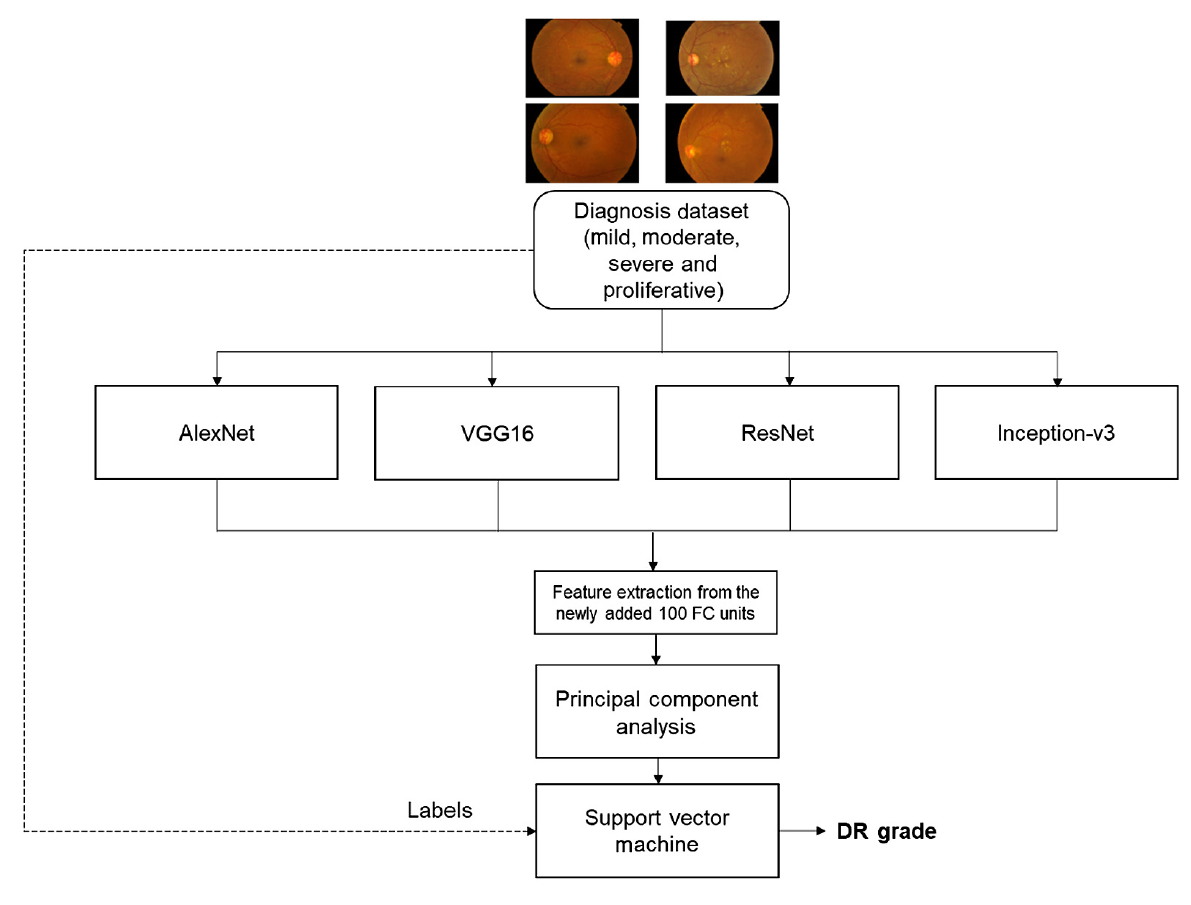 Diagnosis dataset
(mild, moderate,
severe and
proliferative)
AlexNet
VGG16
ResNet
Inception-v3
Feature extraction from the
newly added 100 FC units
Principal component
analysis
Labels
Support vector
machine
DR grade